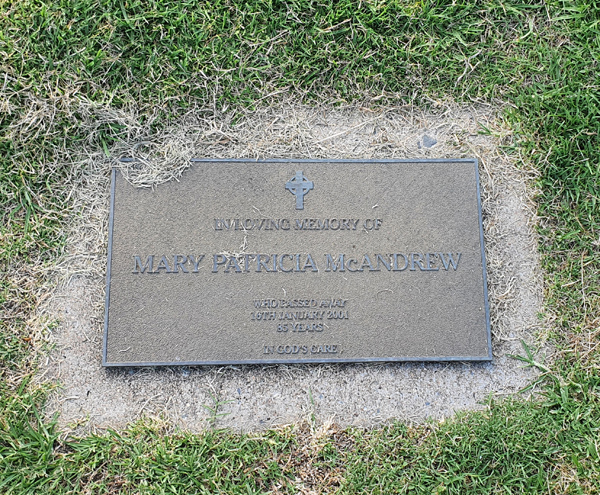 IN LOVING MEMORY OF
MARY PATRICIA McANDREW
WHO PASSED AWAY
16TH JANUARY 2001
85 YEARS
IN GOD'S CARE